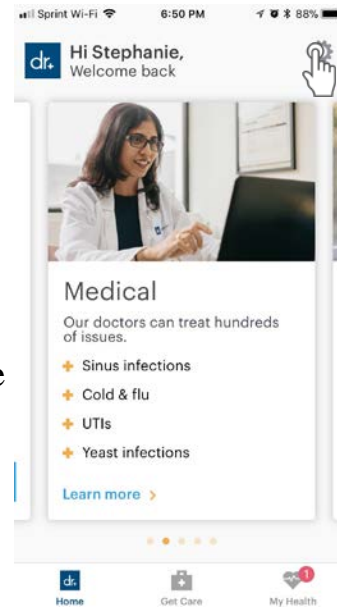 Sprint Wi-Fi 6:50 PM 88%
dr+ Hi Stephanie,
Welcome back
Medical
Our doctors can treat hundreds
of issues.
+ Sinus infections
+ Cold & flu
+ UTIs
+ Yeast infections
Learn more >
e
dr+ 1
Home Get Care My Health